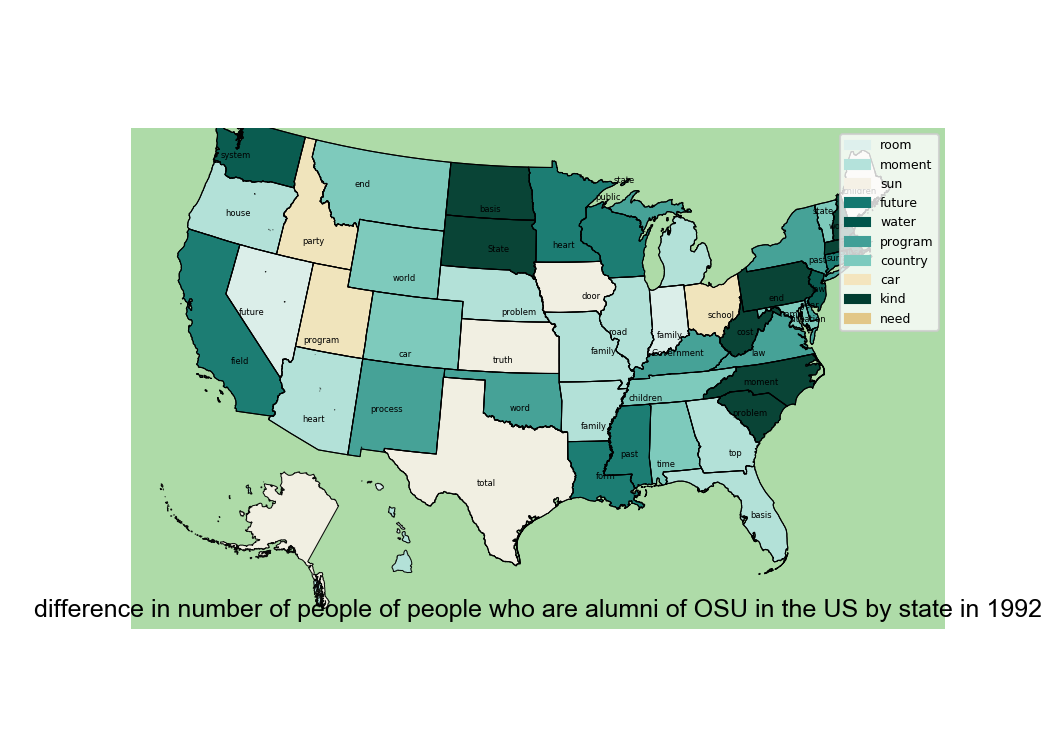 room
moment
sun
future
water
program
country
car
kind
need
system
house
field
future
party
end
world
program
heart
process
car
basis
State
problem
truth
word
total
heart
door
family
family
form
past
public
state
road
family
Government
children
time
school
cost
law
moment
problem
top
basis
end
past
state
difference in number of people of people who are alumni of OSU in the US by state in 1992